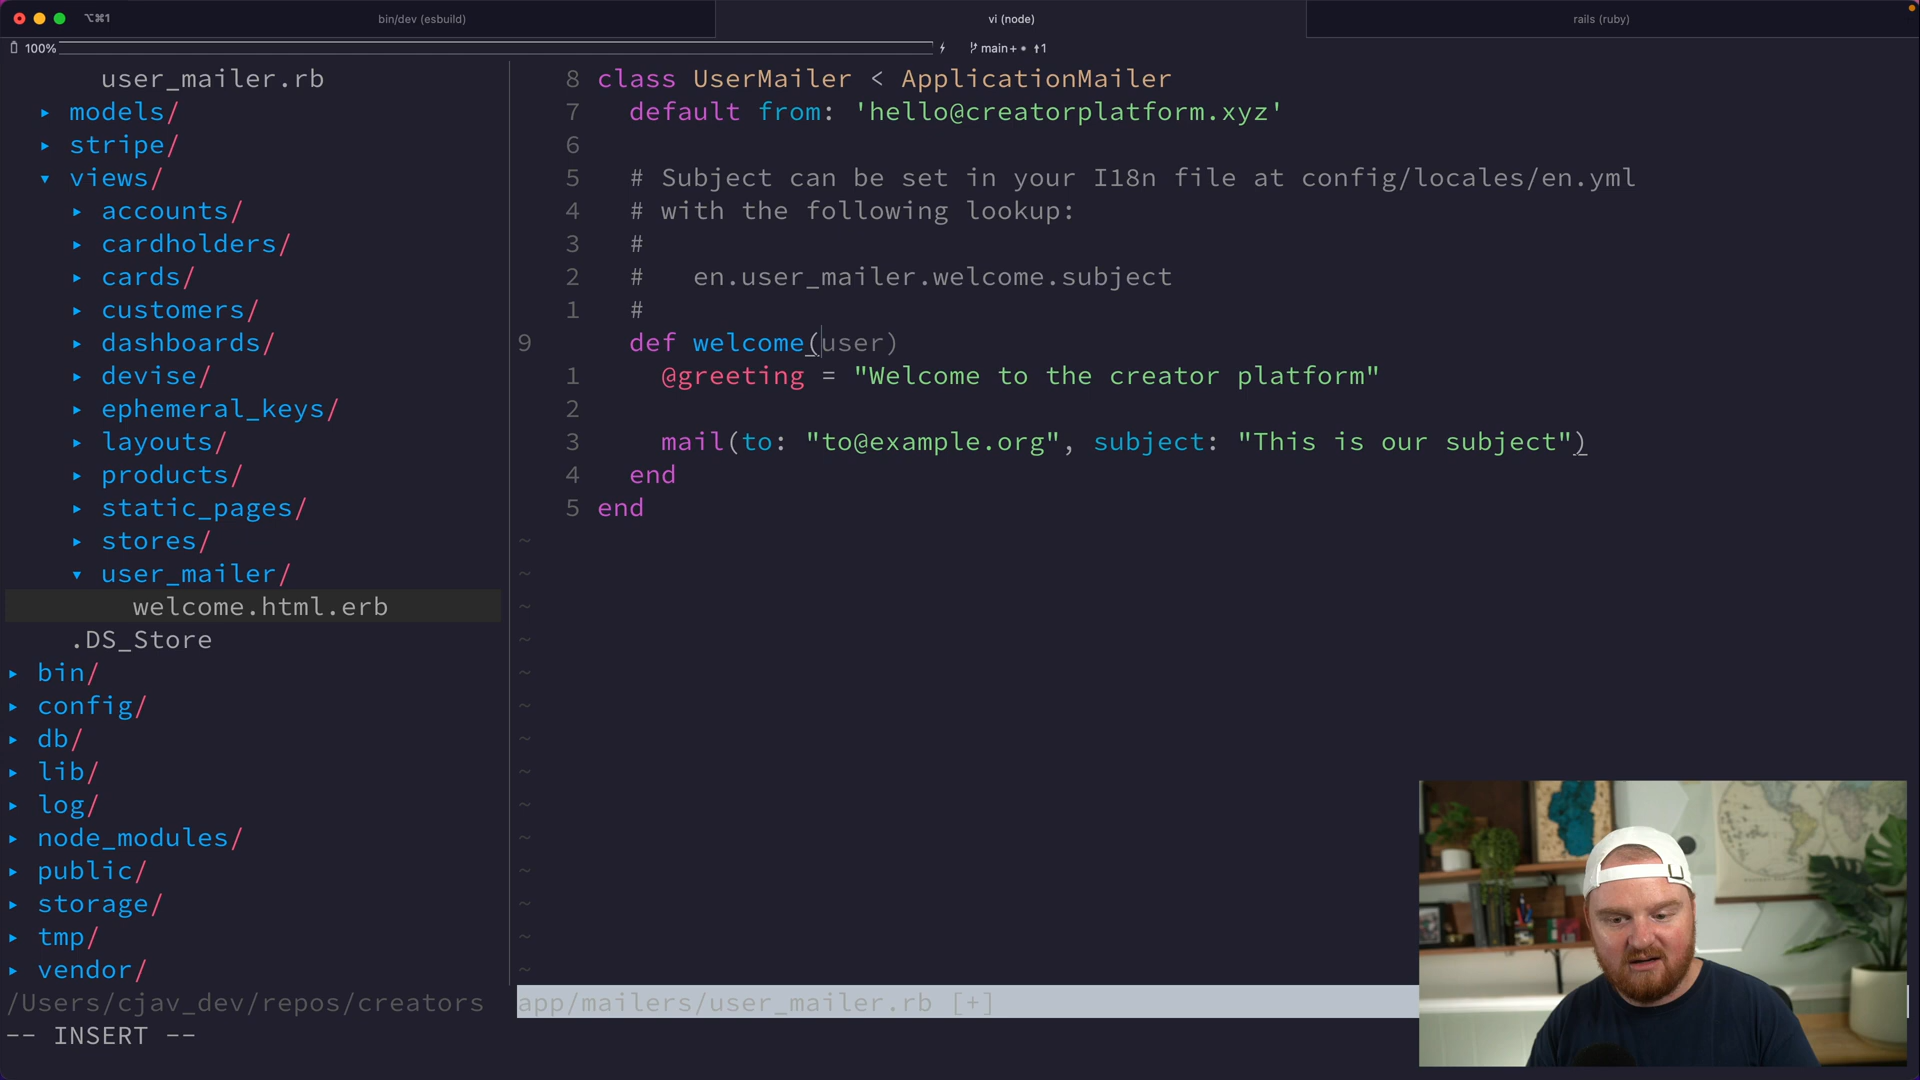 ⌥⌘1
bin/dev (esbuild)
vi (node)
rails (ruby)
100%
main+ • ↑1
user_mailer.rb
▸ models/
▸ stripe/
▾ views/
▸ accounts/
▸ cardholders/
▸ cards/
▸ customers/
▸ dashboards/
▸ devise/
▸ ephemeral_keys/
▸ layouts/
▸ products/
▸ static_pages/
▸ stores/
▾ user_mailer/
welcome.html.erb
.DS_Store
▸ bin/
▸ config/
▸ db/
▸ lib/
▸ log/
▸ node_modules/
▸ public/
▸ storage/
▸ tmp/
▸ vendor/
/Users/cjav_dev/repos/creators
-- INSERT --
8 class UserMailer < ApplicationMailer
7 default from: 'hello@creatorplatform.xyz'
6
5 # Subject can be set in your I18n file at config/locales/en.yml
4 # with the following lookup:
3 #
2 # en.user_mailer.welcome.subject
1 #
9 def welcome(user)
1 @greeting = "Welcome to the creator platform"
2
3 mail(to: "to@example.org", subject: "This is our subject")
4 end
5 end
~
~
~
~
~
~
~
~
~
~
~
~
~
~
app/mailers/user_mailer.rb [+]